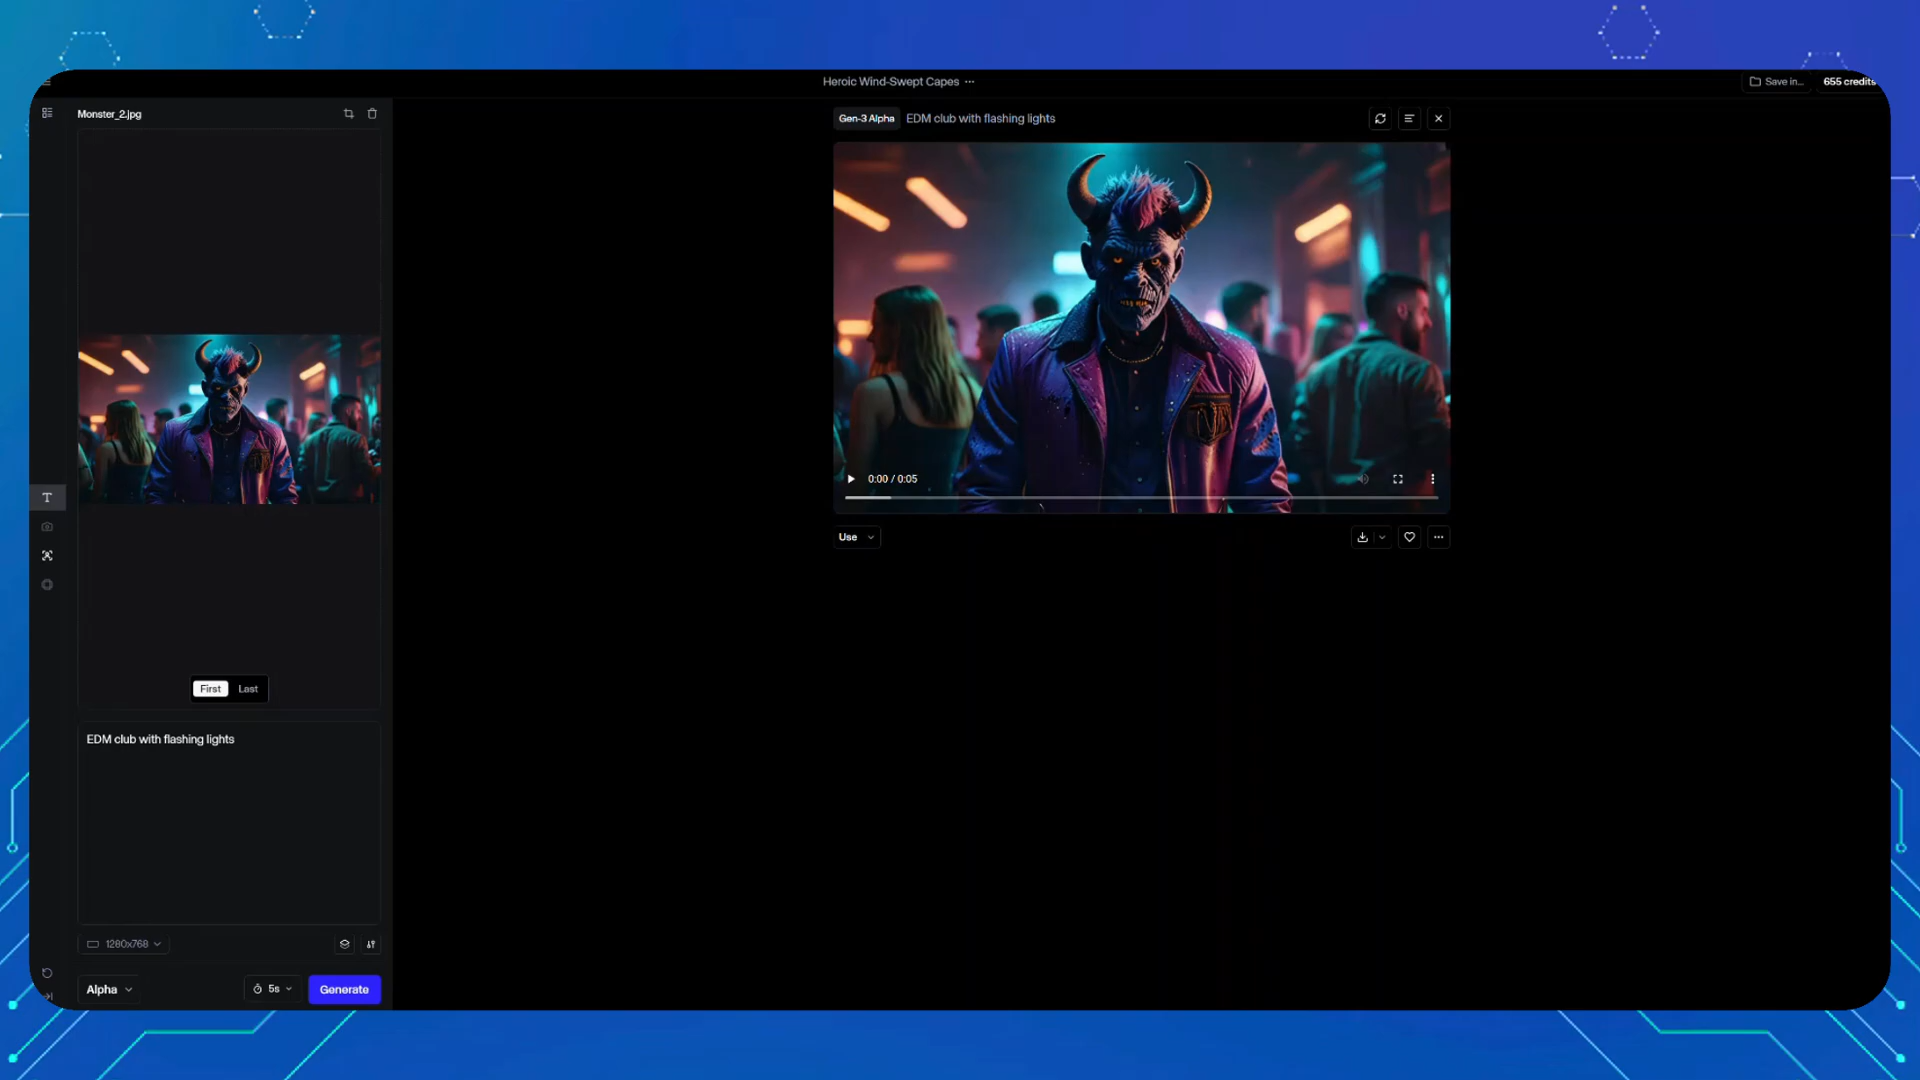 Heroic Wind-Swept Capes ...
Save in...
655 credits
Monster_2.jpg
Gen-3 Alpha
EDM club with flashing lights
0:00 / 0:05
Use
First
Last
EDM club with flashing lights
1280x768
Alpha
5s
Generate